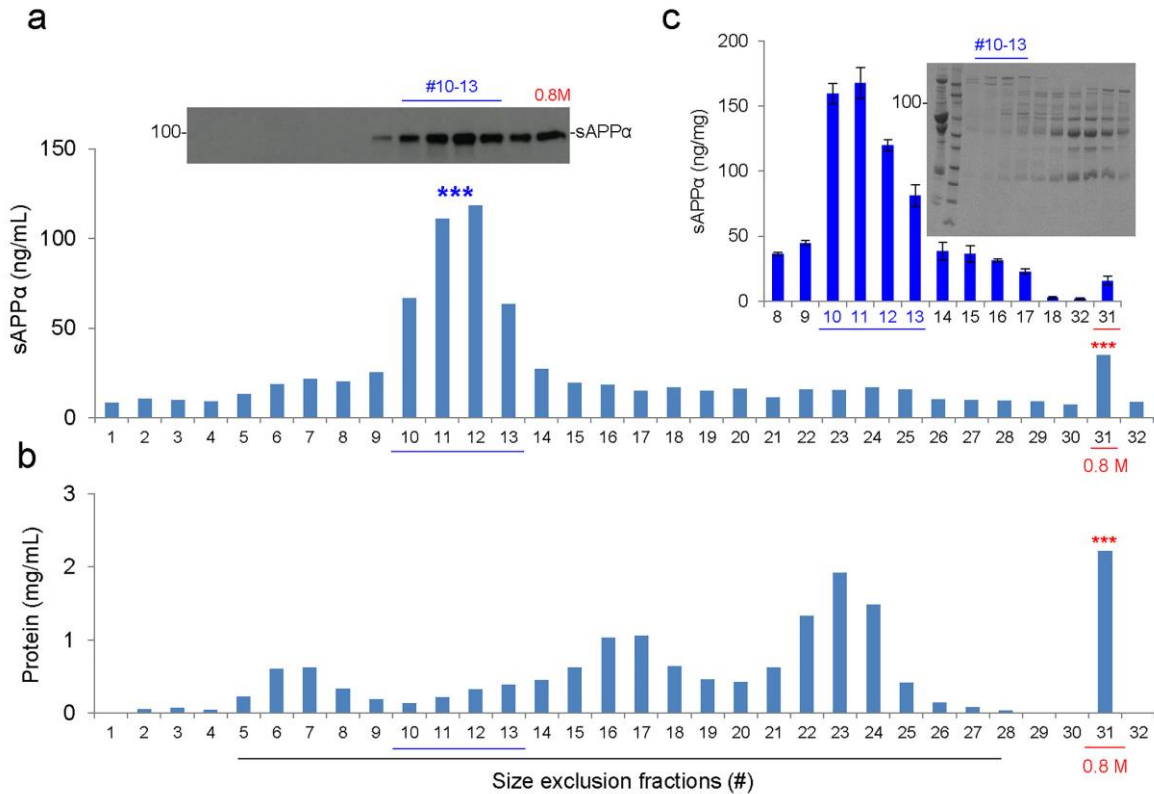 a
#10-13
0.8M
100-
-sAPPα
***
sAPPα (ng/mL)
150
100
50
0
1 2 3 4 5 6 7 8 9 10 11 12 13 14 15 16 17 18 19 20 21 22 23 24 25 26 27 28 29 30 31 32
***
0.8 M
c
#10-13
100-
sAPPα (ng/mg)
200
150
100
50
0
8 9 10 11 12 13 14 15 16 17 18 32 31
b
Protein (mg/mL)
3
2
1
0
***
1 2 3 4 5 6 7 8 9 10 11 12 13 14 15 16 17 18 19 20 21 22 23 24 25 26 27 28 29 30 31 32
0.8 M
Size exclusion fractions (#)